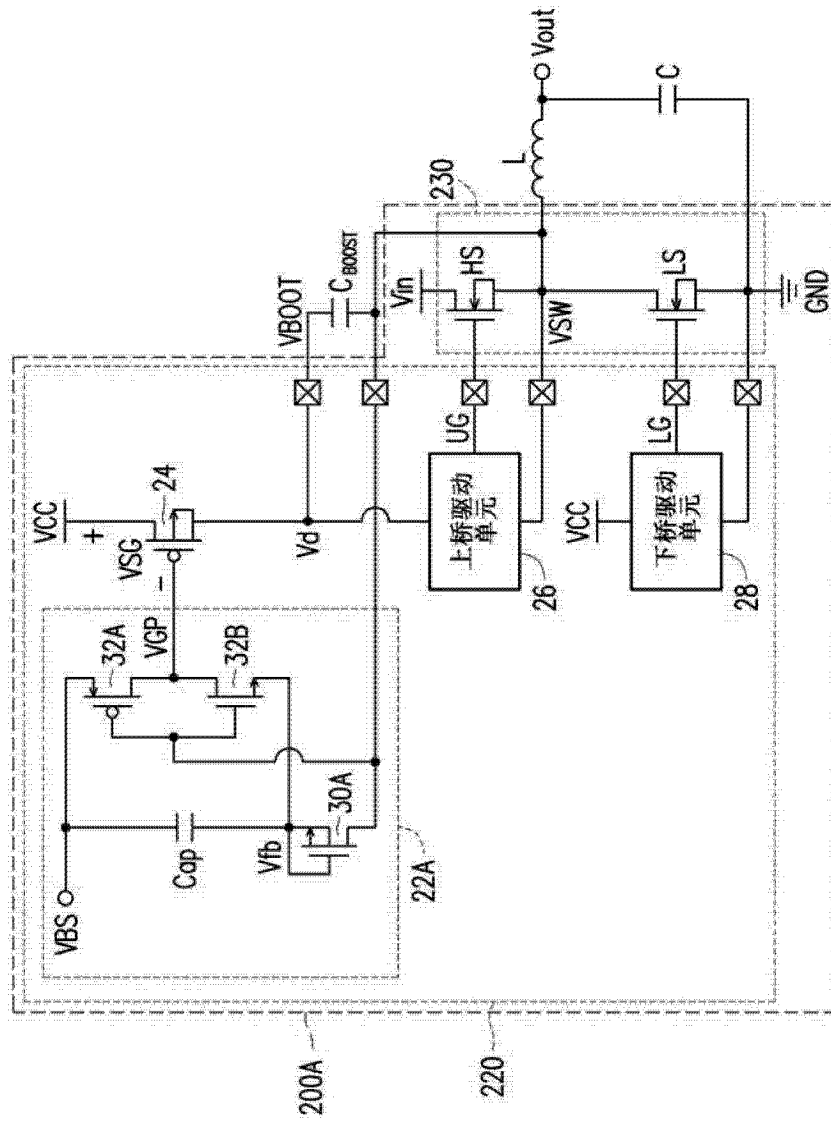 VCC
+
VSG
24
−
VGP
32A
32B
VBS
Cap
Vfb
30A
22A
Vd
VBOOT
CBOOST
230
Vin
HS
UG
VSW
L
Vout
C
上桥驱动
单元
26
VCC
下桥驱动
单元
28
LG
LS
GND
200A
220